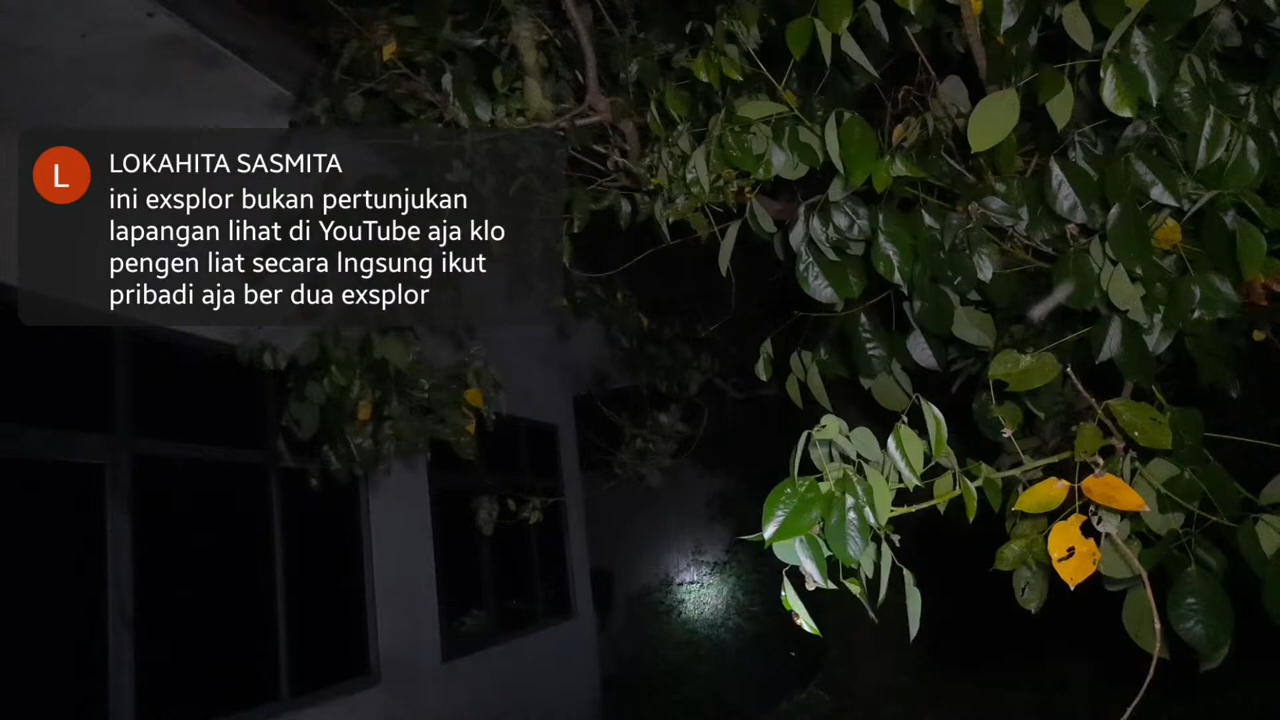 L
LOKAHITA SASMITA
ini exsplor bukan pertunjukan
lapangan lihat di YouTube aja klo
pengen liat secara lngsung ikut
pribadi aja ber dua exsplor